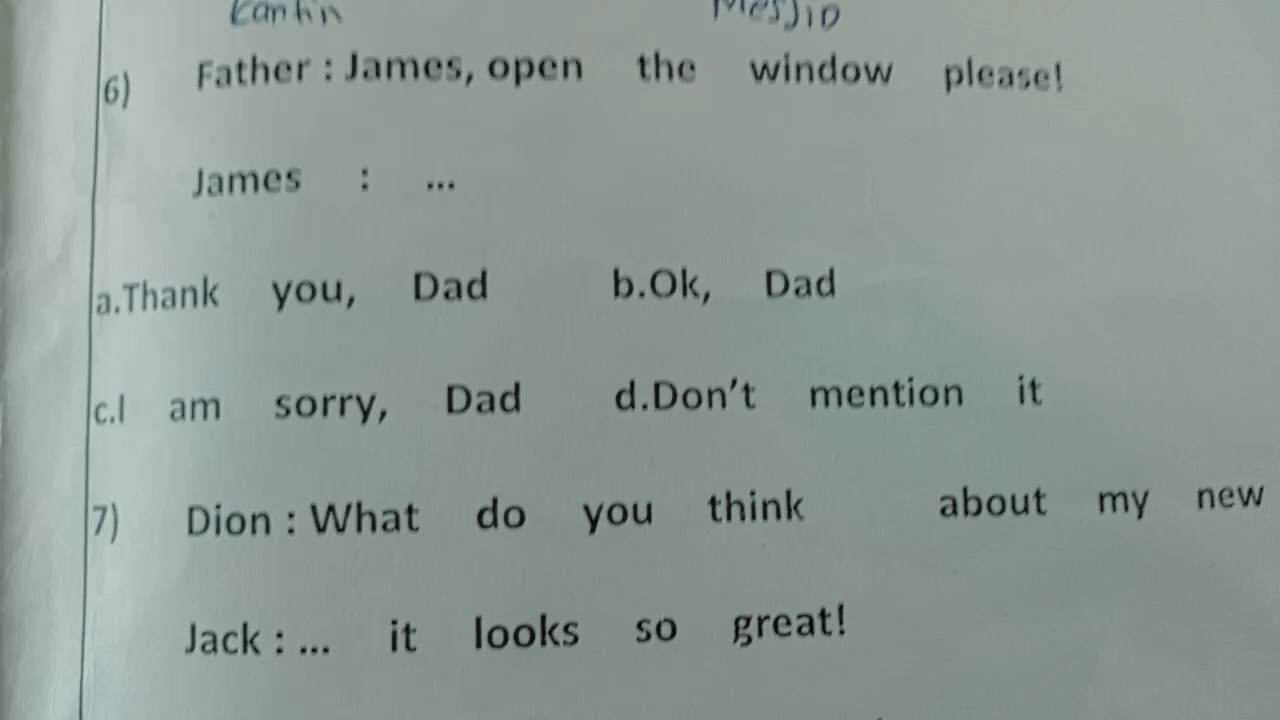 6) Father : James, open the window please!
James : ...
a.Thank you, Dad b.Ok, Dad
c.I am sorry, Dad d.Don't mention it
7) Dion : What do you think about my new
Jack : ... it looks so great!